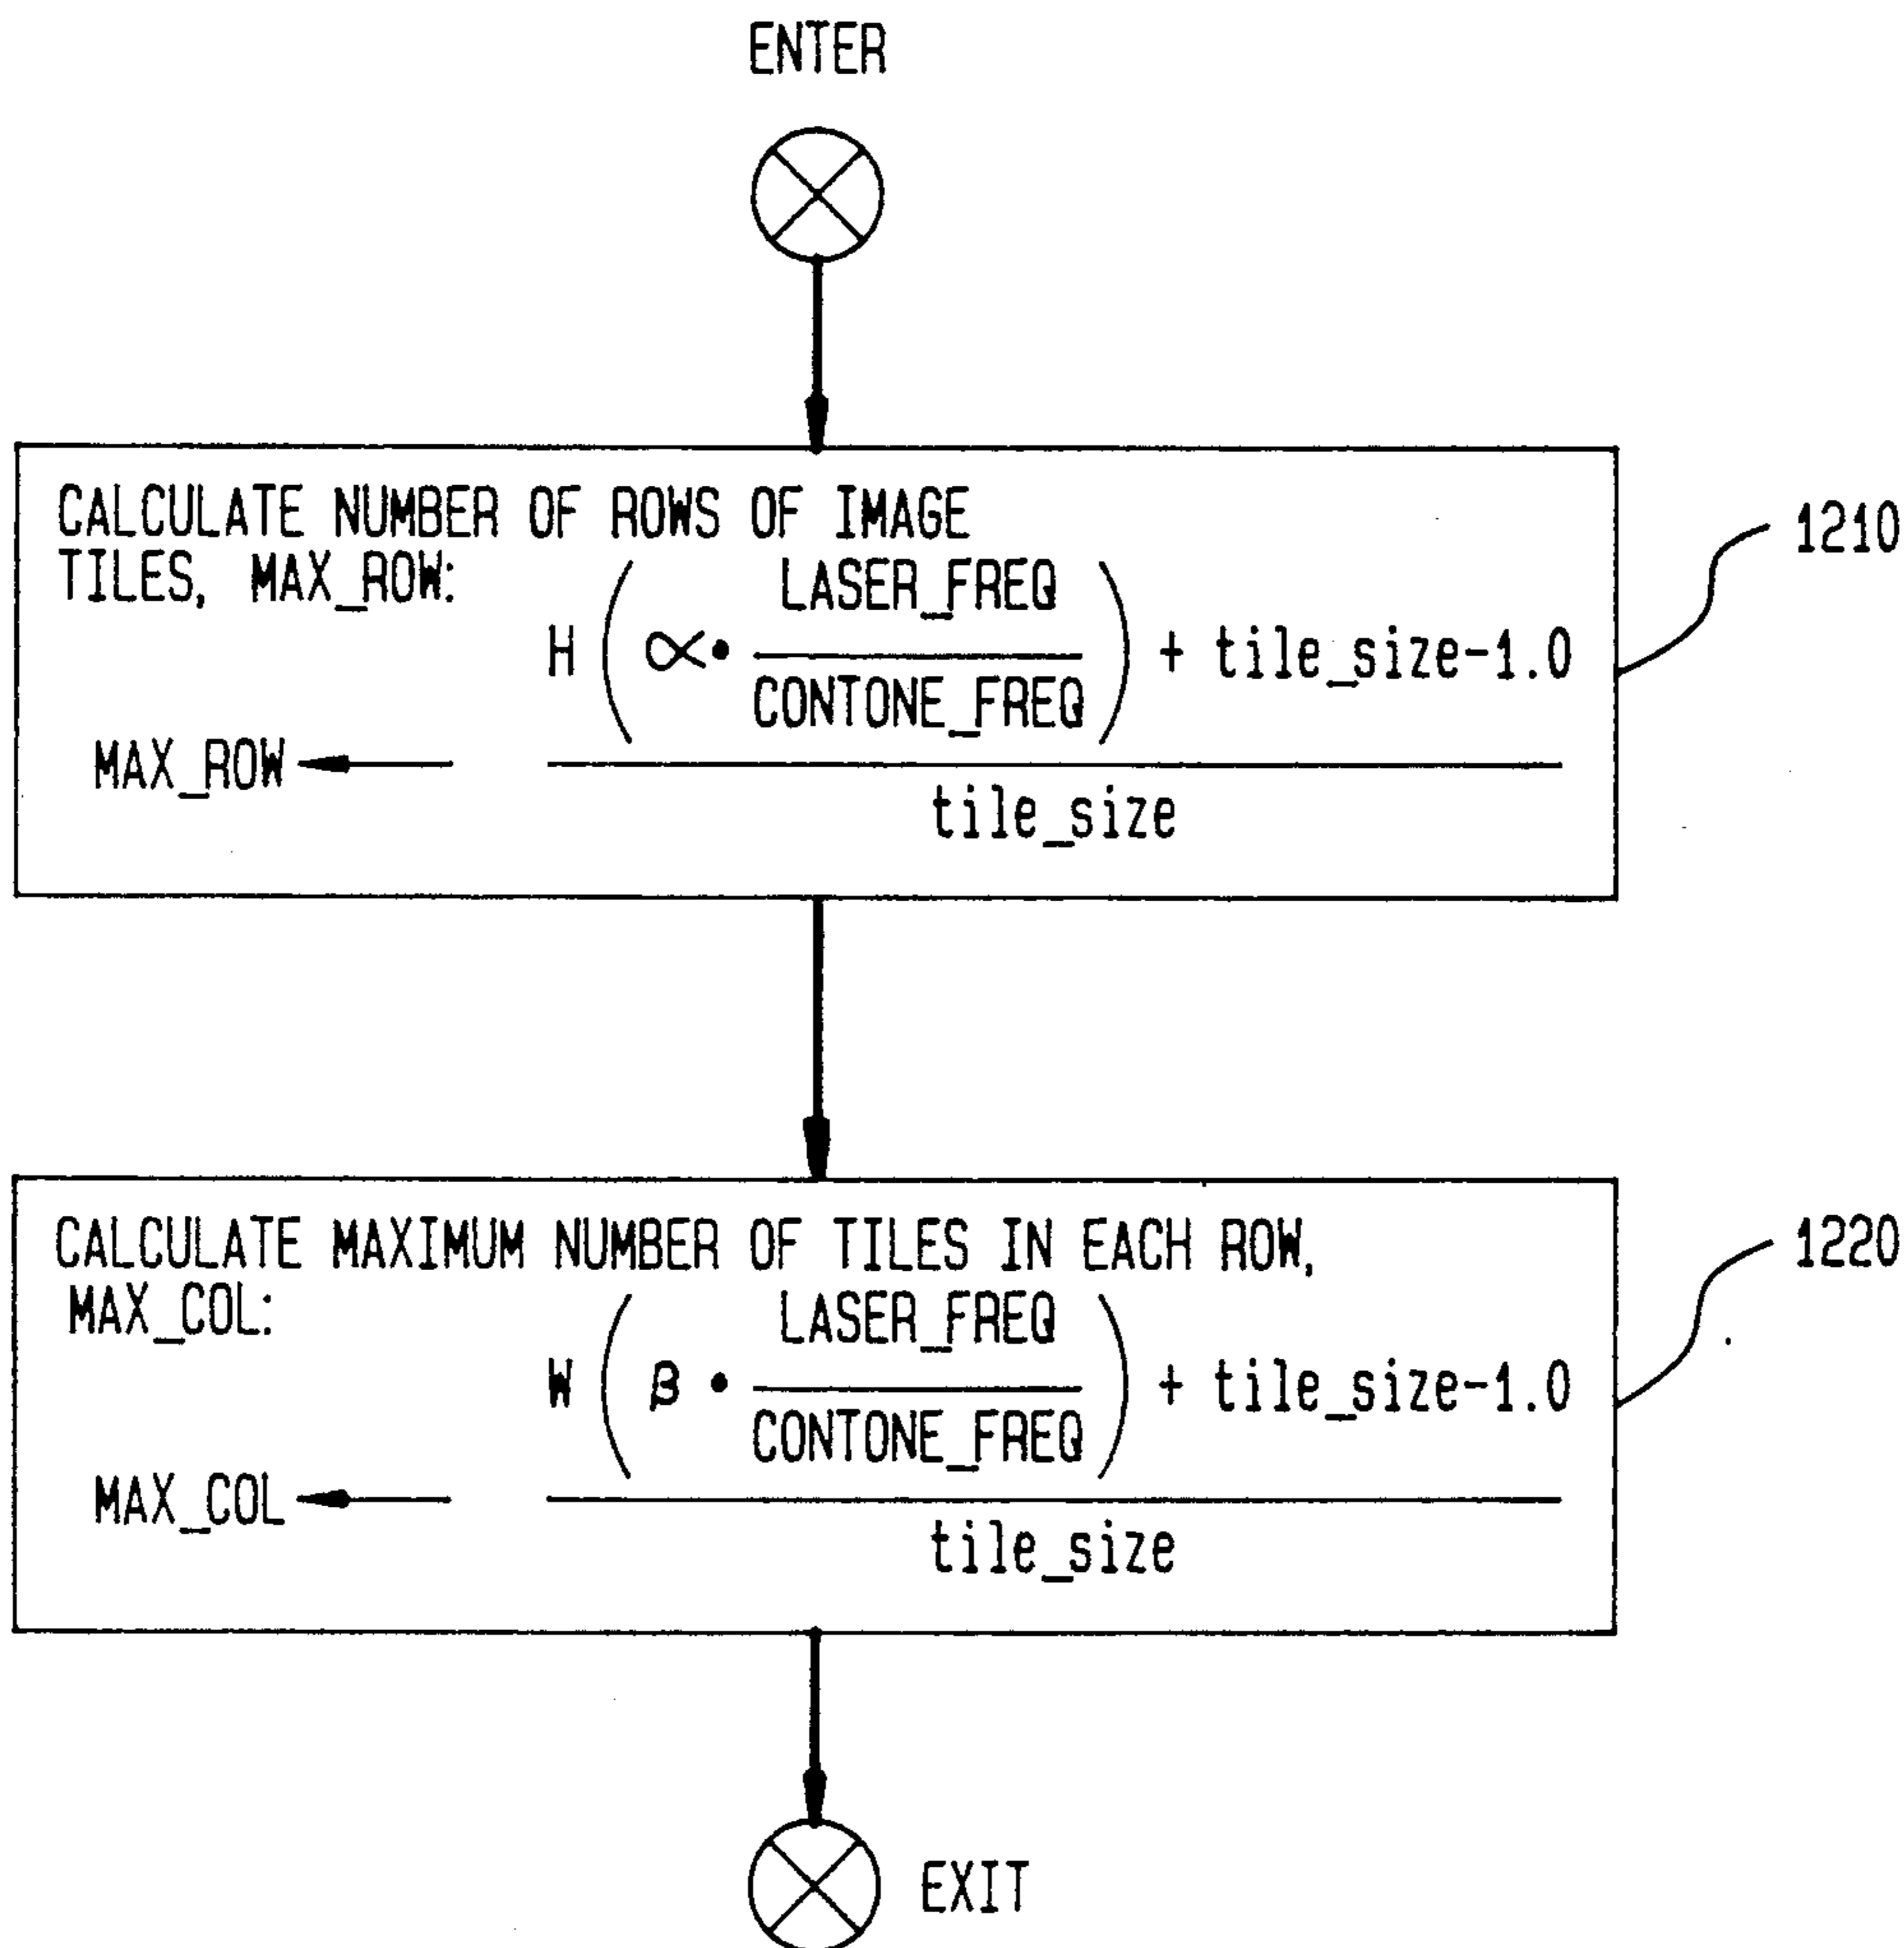 ENTER
CALCULATE NUMBER OF ROWS OF IMAGE
TILES, MAX_ROW:
LASER_FREQ
H ( ∝• ) + tile_size-1.0
CONTONE_FREQ
MAX_ROW
tile_size
1210
CALCULATE MAXIMUM NUMBER OF TILES IN EACH ROW,
MAX_COL:
LASER_FREQ
W ( β • ) + tile_size-1.0
CONTONE_FREQ
MAX_COL
tile_size
1220
EXIT